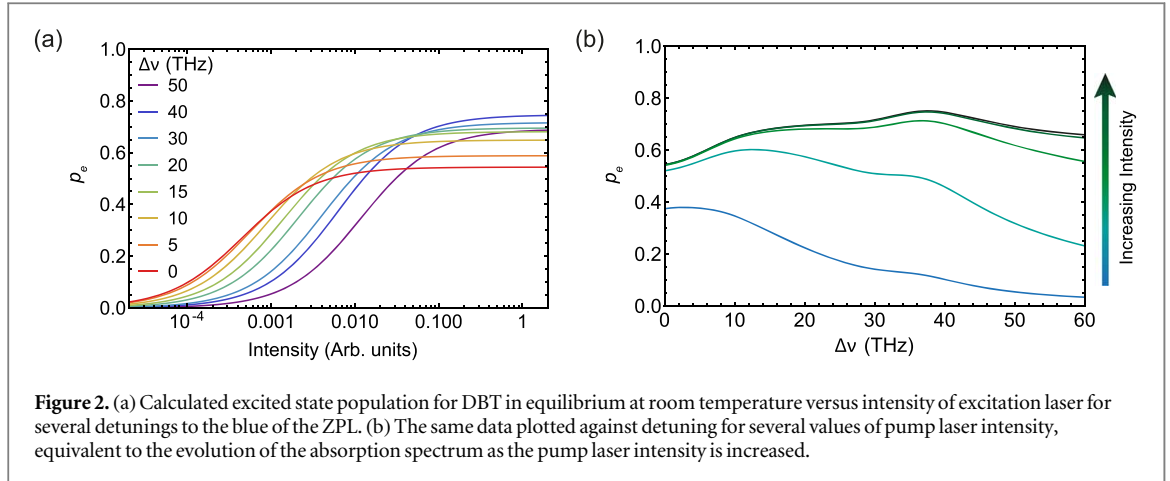 (a)
1.0
0.8
0.6
0.4
0.2
0.0
pₑ
Δν (THz)
50
40
30
20
15
10
5
0
10⁻⁴
0.001
0.010
0.100
1
Intensity (Arb. units)
(b)
1.0
0.8
0.6
0.4
0.2
0.0
pₑ
0
10
20
30
40
50
60
Δν (THz)
Increasing Intensity
Figure 2. (a) Calculated excited state population for DBT in equilibrium at room temperature versus intensity of excitation laser for
several detunings to the blue of the ZPL. (b) The same data plotted against detuning for several values of pump laser intensity,
equivalent to the evolution of the absorption spectrum as the pump laser intensity is increased.